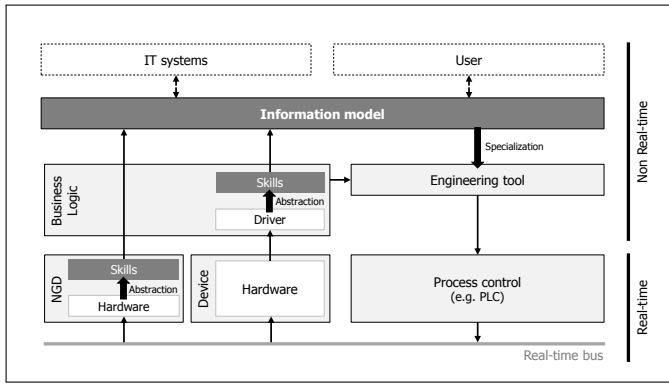 IT systems
User
Information model
Specialization
Business
Logic
Skills
Abstraction
Driver
Engineering tool
NGD
Skills
Abstraction
Hardware
Device
Hardware
Process control
(e.g. PLC)
Real-time bus
Non Real-time
Real-time